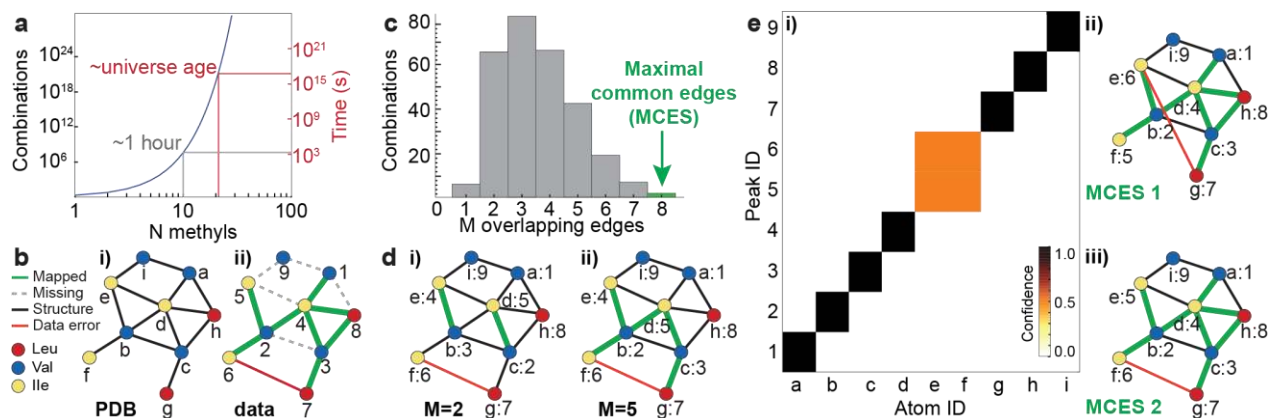 a
Combinations
10^24
10^18
10^12
10^6
~universe age
~1 hour
10^21
10^15
10^9
10^3
Time (s)
1
10
100
N methyls
b
i)
ii)
Mapped
Missing
Structure
Data error
Leu
Val
Ile
i
a
e
d
h
b
c
f
g
PDB
9
1
5
4
8
2
3
6
7
data
c
Combinations
80
60
40
20
0
1
2
3
4
5
6
7
8
M overlapping edges
Maximal
common edges
(MCES)
d
i)
i:9
a:1
e:4
d:5
h:8
b:3
c:2
f:6
g:7
M=2
ii)
i:9
a:1
e:4
d:5
h:8
b:2
c:3
f:6
g:7
M=5
e
i)
Peak ID
9
8
7
6
5
4
3
2
1
a
b
c
d
e
f
g
h
i
Atom ID
Confidence
1.0
0.5
0.0
ii)
i:9
a:1
e:6
d:4
h:8
b:2
c:3
f:5
g:7
MCES 1
iii)
i:9
a:1
e:5
d:4
h:8
b:2
c:3
f:6
g:7
MCES 2